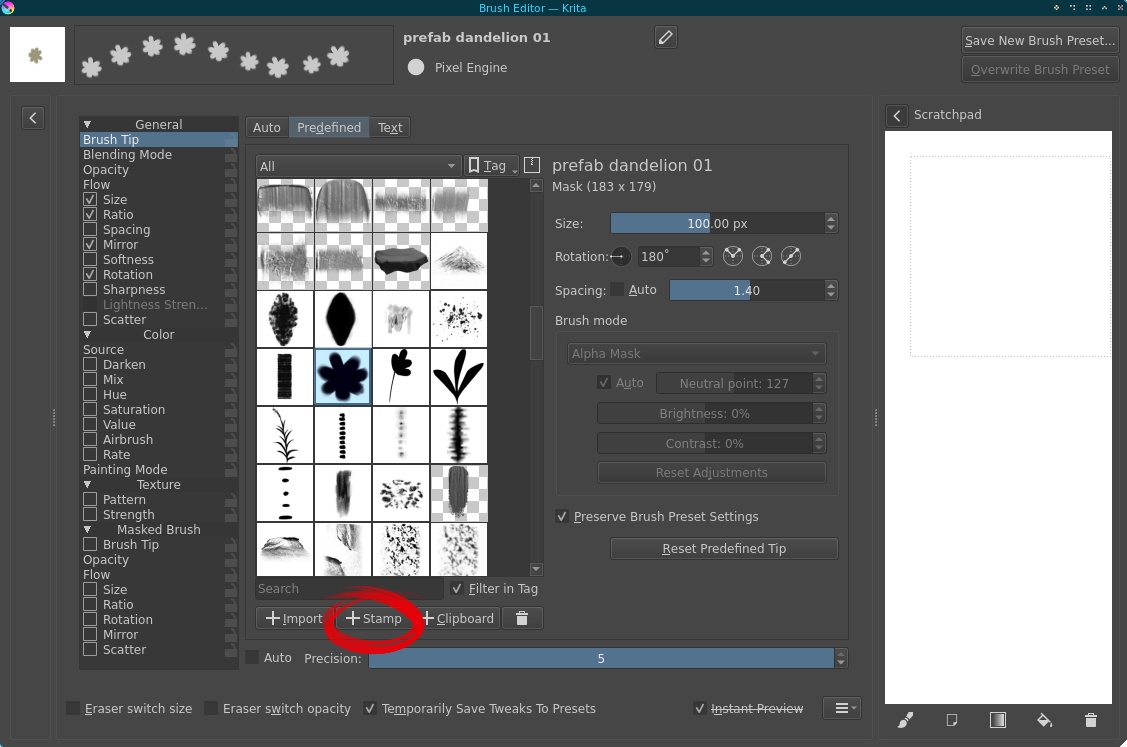 Brush Editor — Krita
prefab dandelion 01
Pixel Engine
Save New Brush Preset...
Overwrite Brush Preset
Scratchpad
General
Brush Tip
Blending Mode
Opacity
Flow
Size
Ratio
Spacing
Mirror
Softness
Rotation
Sharpness
Lightness Stren...
Scatter
Color
Source
Darken
Mix
Hue
Saturation
Value
Airbrush
Rate
Painting Mode
Texture
Pattern
Strength
Masked Brush
Brush Tip
Opacity
Flow
Size
Ratio
Rotation
Mirror
Scatter
Auto Predefined Text
All Tag
Search Filter in Tag
Import Stamp Clipboard
prefab dandelion 01
Mask (183 x 179)
Size: 100.00 px
Rotation: 180°
Spacing: Auto 1.40
Brush mode
Alpha Mask
Auto Neutral point: 127
Brightness: 0%
Contrast: 0%
Reset Adjustments
Preserve Brush Preset Settings
Reset Predefined Tip
Auto Precision: 5
Eraser switch size Eraser switch opacity Temporarily Save Tweaks To Presets Instant Preview